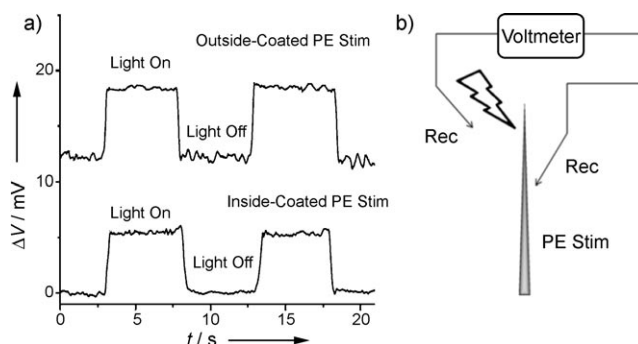 a)
Outside-Coated PE Stim
Light On
Light Off
Inside-Coated PE Stim
Light On
Light Off
ΔV / mV
20
10
0
0
5
10
15
20
t / s
b)
Voltmeter
Rec
Rec
PE Stim